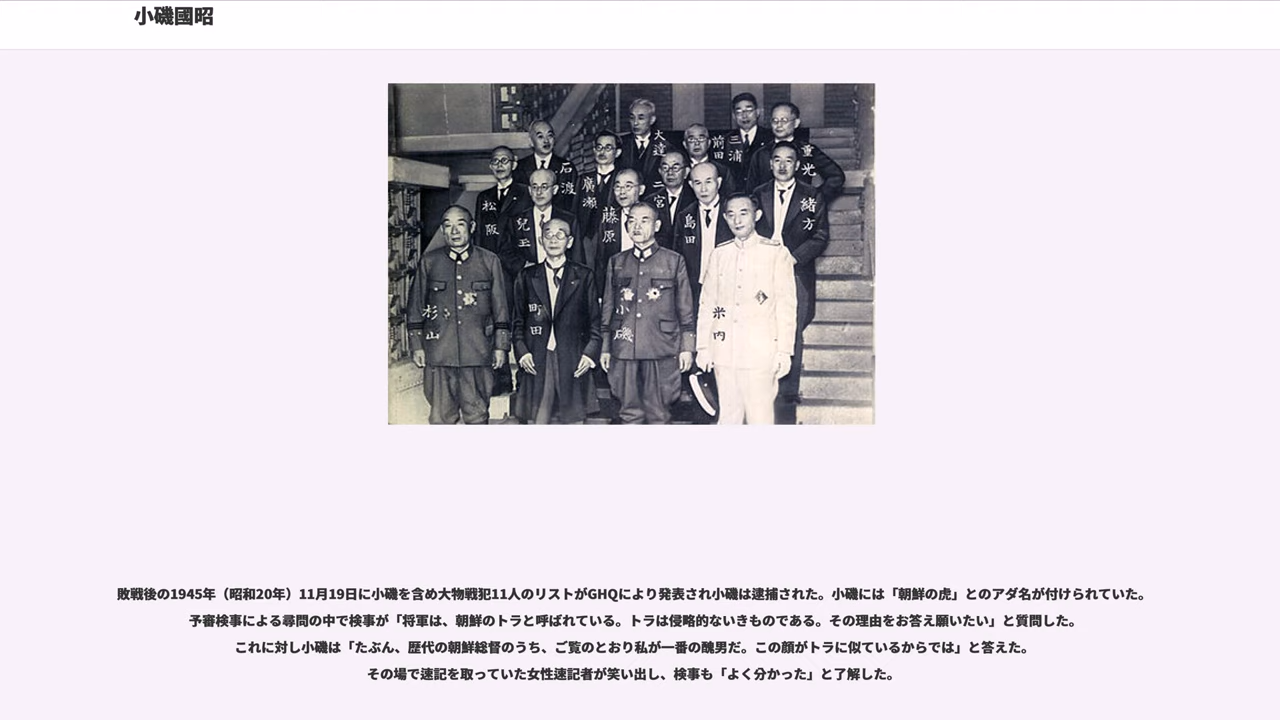 小磯國昭
大達
三浦
前田
重光
石渡
廣瀬
二宮
緒方
松阪
兒玉
藤原
島田
杉山
町田
小磯
米内
敗戦後の1945年（昭和20年）11月19日に小磯を含め大物戦犯11人のリストがGHQにより発表され小磯は逮捕された。小磯には「朝鮮の虎」とのアダ名が付けられていた。
予審検事による尋問の中で検事が「将軍は、朝鮮のトラと呼ばれている。トラは侵略的ないきものである。その理由をお答え願いたい」と質問した。
これに対し小磯は「たぶん、歴代の朝鮮総督のうち、ご覧のとおり私が一番の醜男だ。この顔がトラに似ているからでは」と答えた。
その場で速記を取っていた女性速記者が笑い出し、検事も「よく分かった」と了解した。